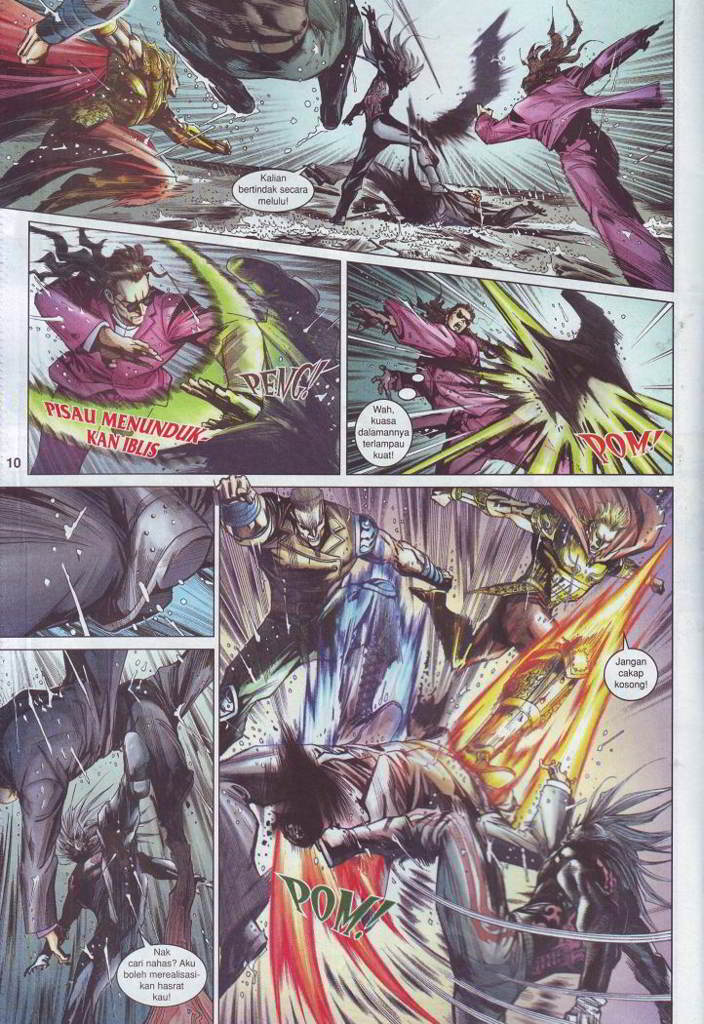 Kalian
bertindak secara
melulu!
PENG!
PISAU MENUNDUK-
KAN IBLIS
Wah,
kuasa
dalamannya
terlampau
kuat!
POM!
10
Jangan
cakap
kosong!
POM!
Nak
cari nahas? Aku
boleh merealisasi-
kan hasrat
kau!